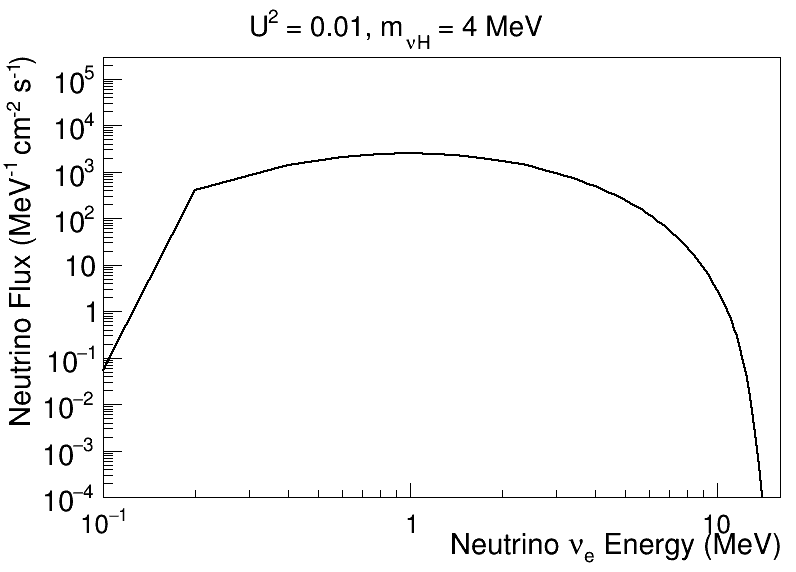 U² = 0.01, m_νH = 4 MeV
Neutrino Flux (MeV⁻¹ cm⁻² s⁻¹)
10⁵
10⁴
10³
10²
10
1
10⁻¹
10⁻²
10⁻³
10⁻⁴
10⁻¹ 1 10
Neutrino νₑ Energy (MeV)